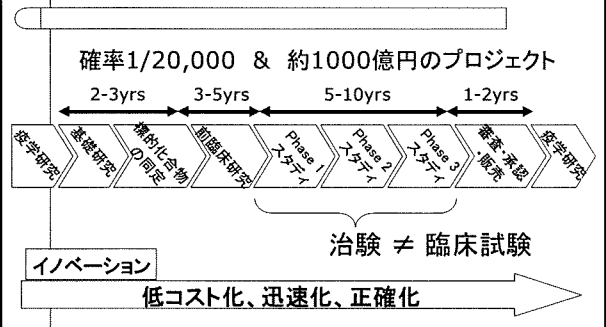 確率1/20,000 & 約1000億円のプロジェクト
2-3yrs 3-5yrs 5-10yrs 1-2yrs
疫学研究
基礎研究
標的化合物
の同定
前臨床研究
Phase 1
スタディ
Phase 2
スタディ
Phase 3
スタディ
審査・承認
・販売
疫学研究
治験 ≠ 臨床試験
イノベーション
低コスト化、迅速化、正確化